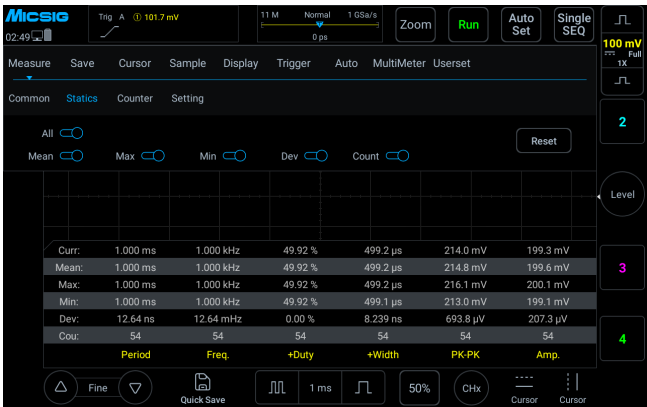 Micsig Trig A ① 101.7 mV 11 M Normal 1 GSa/s Zoom Run Auto Set Single SEQ
02:49 0 ps
100 mV
Full
1X
Measure Save Cursor Sample Display Trigger Auto MultiMeter Userset
Common Statics Counter Setting
2
All
Reset
Mean Max Min Dev Count
Level
Curr: 1.000 ms 1.000 kHz 49.92 % 499.2 µs 214.0 mV 199.3 mV
Mean: 1.000 ms 1.000 kHz 49.92 % 499.2 µs 214.8 mV 199.6 mV
Max: 1.000 ms 1.000 kHz 49.92 % 499.2 µs 216.1 mV 200.1 mV
3
Min: 1.000 ms 1.000 kHz 49.92 % 499.1 µs 213.0 mV 199.1 mV
Dev: 12.64 ns 12.64 mHz 0.00 % 8.239 ns 693.8 µV 207.3 µV
Cou: 54 54 54 54 54 54
4
Period Freq. +Duty +Width PK-PK Amp.
Fine Quick Save 1 ms 50% CHx Cursor Cursor